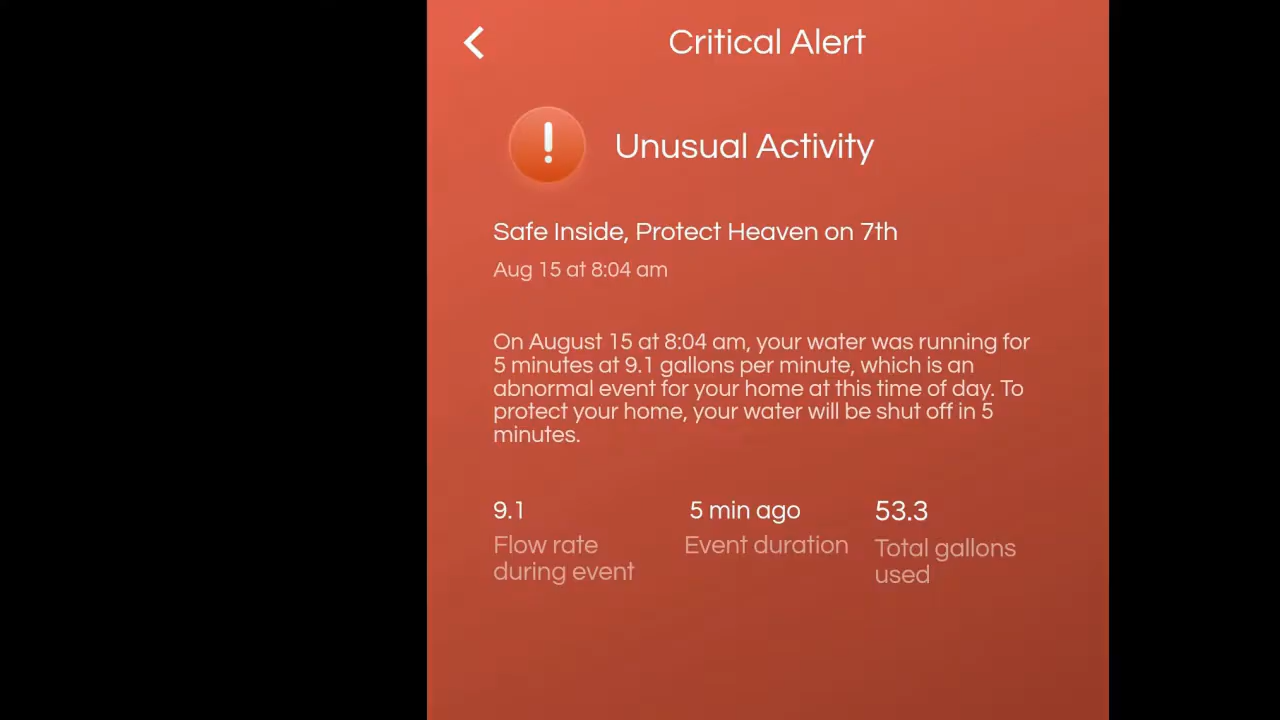 Critical Alert
Unusual Activity
Safe Inside, Protect Heaven on 7th
Aug 15 at 8:04 am
On August 15 at 8:04 am, your water was running for
5 minutes at 9.1 gallons per minute, which is an
abnormal event for your home at this time of day. To
protect your home, your water will be shut off in 5
minutes.
9.1
Flow rate
during event
5 min ago
Event duration
53.3
Total gallons
used